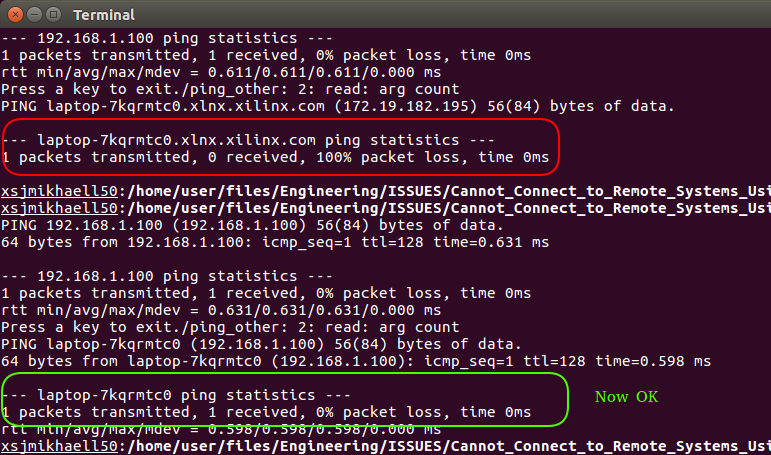 Terminal
--- 192.168.1.100 ping statistics ---
1 packets transmitted, 1 received, 0% packet loss, time 0ms
rtt min/avg/max/mdev = 0.611/0.611/0.611/0.000 ms
Press a key to exit./ping_other: 2: read: arg count
PING laptop-7kqrmtc0.xlnx.xilinx.com (172.19.182.195) 56(84) bytes of data.
--- laptop-7kqrmtc0.xlnx.xilinx.com ping statistics ---
1 packets transmitted, 0 received, 100% packet loss, time 0ms
xsjmikhaell50:/home/user/files/Engineering/ISSUES/Cannot_Connect_to_Remote_Systems_Usi
xsjmikhaell50:/home/user/files/Engineering/ISSUES/Cannot_Connect_to_Remote_Systems_Usi
PING 192.168.1.100 (192.168.1.100) 56(84) bytes of data.
64 bytes from 192.168.1.100: icmp_seq=1 ttl=128 time=0.631 ms
--- 192.168.1.100 ping statistics ---
1 packets transmitted, 1 received, 0% packet loss, time 0ms
rtt min/avg/max/mdev = 0.631/0.631/0.631/0.000 ms
Press a key to exit./ping_other: 2: read: arg count
PING laptop-7kqrmtc0 (192.168.1.100) 56(84) bytes of data.
64 bytes from laptop-7kqrmtc0 (192.168.1.100): icmp_seq=1 ttl=128 time=0.598 ms
--- laptop-7kqrmtc0 ping statistics ---
Now OK
1 packets transmitted, 1 received, 0% packet loss, time 0ms
rtt min/avg/max/mdev = 0.598/0.598/0.598/0.000 ms
xsjmikhaell50:/home/user/files/Engineering/ISSUES/Cannot_Connect_to_Remote_Systems_Usi